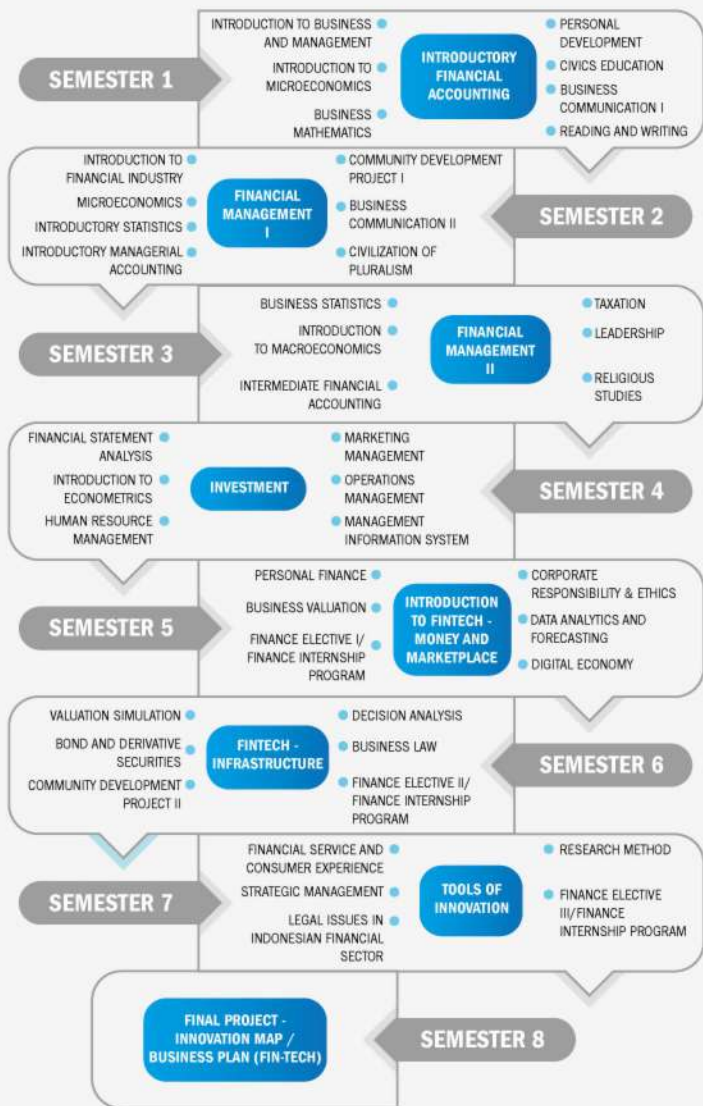 SEMESTER 1
INTRODUCTION TO BUSINESS
AND MANAGEMENT
INTRODUCTION TO
MICROECONOMICS
BUSINESS
MATHEMATICS
INTRODUCTORY
FINANCIAL
ACCOUNTING
PERSONAL
DEVELOPMENT
CIVICS EDUCATION
BUSINESS
COMMUNICATION I
READING AND WRITING
INTRODUCTION TO
FINANCIAL INDUSTRY
MICROECONOMICS
INTRODUCTORY STATISTICS
INTRODUCTORY MANAGERIAL
ACCOUNTING
FINANCIAL
MANAGEMENT
I
COMMUNITY DEVELOPMENT
PROJECT I
BUSINESS
COMMUNICATION II
CIVILIZATION OF
PLURALISM
SEMESTER 2
SEMESTER 3
BUSINESS STATISTICS
INTRODUCTION
TO MACROECONOMICS
INTERMEDIATE FINANCIAL
ACCOUNTING
FINANCIAL
MANAGEMENT
II
TAXATION
LEADERSHIP
RELIGIOUS
STUDIES
FINANCIAL STATEMENT
ANALYSIS
INTRODUCTION TO
ECONOMETRICS
HUMAN RESOURCE
MANAGEMENT
INVESTMENT
MARKETING
MANAGEMENT
OPERATIONS
MANAGEMENT
MANAGEMENT
INFORMATION SYSTEM
SEMESTER 4
SEMESTER 5
PERSONAL FINANCE
BUSINESS VALUATION
FINANCE ELECTIVE I/
FINANCE INTERNSHIP
PROGRAM
INTRODUCTION
TO FINTECH -
MONEY AND
MARKETPLACE
CORPORATE
RESPONSIBILITY & ETHICS
DATA ANALYTICS AND
FORECASTING
DIGITAL ECONOMY
VALUATION SIMULATION
BOND AND DERIVATIVE
SECURITIES
COMMUNITY DEVELOPMENT
PROJECT II
FINTECH -
INFRASTRUCTURE
DECISION ANALYSIS
BUSINESS LAW
FINANCE ELECTIVE II/
FINANCE INTERNSHIP
PROGRAM
SEMESTER 6
SEMESTER 7
FINANCIAL SERVICE AND
CONSUMER EXPERIENCE
STRATEGIC MANAGEMENT
LEGAL ISSUES IN
INDONESIAN FINANCIAL
SECTOR
TOOLS OF
INNOVATION
RESEARCH METHOD
FINANCE ELECTIVE
III/FINANCE
INTERNSHIP PROGRAM
FINAL PROJECT -
INNOVATION MAP /
BUSINESS PLAN (FIN-TECH)
SEMESTER 8